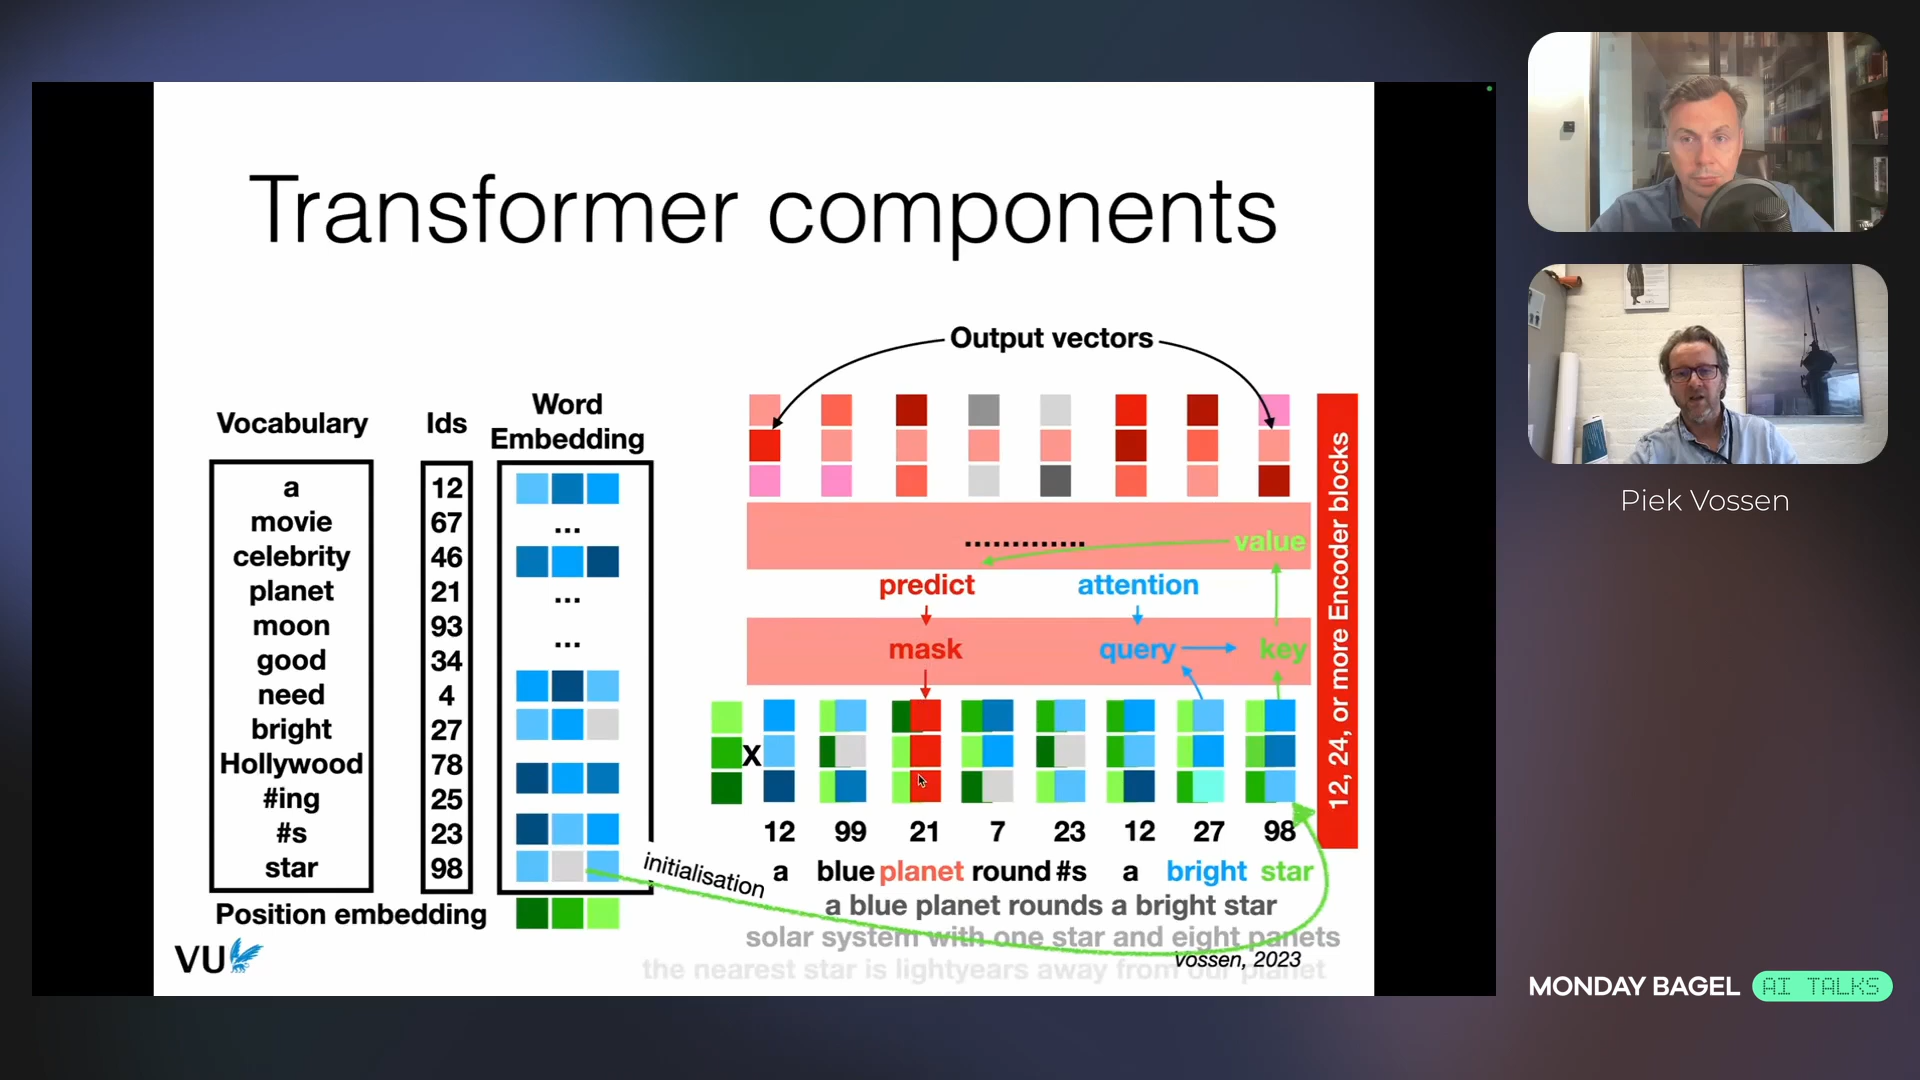 Transformer components
Output vectors
Vocabulary
Ids
Word
Embedding
a 12
movie 67
celebrity 46
planet 21
moon 93
good 34
need 4
bright 27
Hollywood 78
#ing 25
#s 23
star 98
...
...
...
Position embedding
initialisation
............. value
predict attention
mask query key
X
12, 24, or more Encoder blocks
12 99 21 7 23 12 27 98
a blue planet round #s a bright star
a blue planet rounds a bright star
solar system with one star and eight panets
vossen, 2023
the nearest star is lightyears away from our planet
VU
Piek Vossen
MONDAY BAGEL AI TALKS